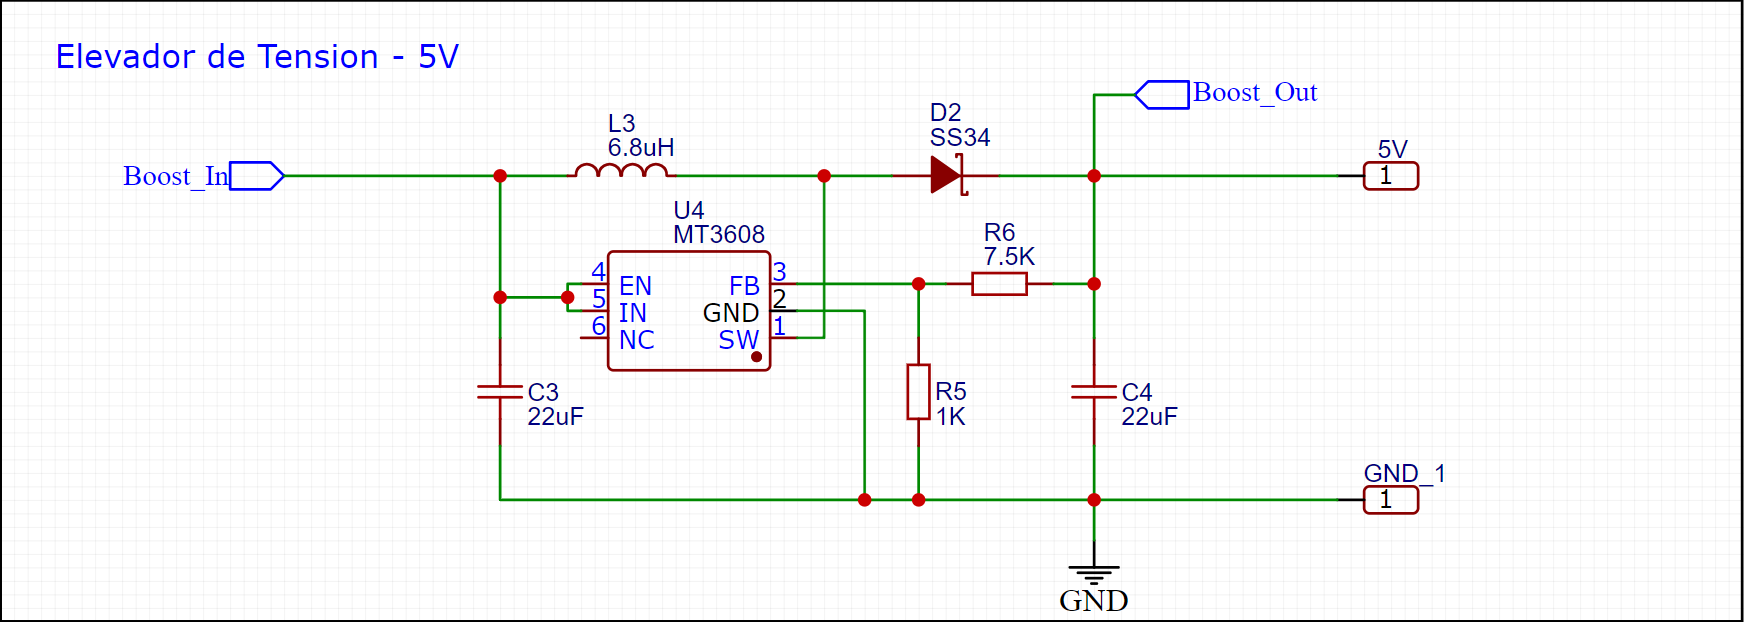 Elevador de Tension - 5V
Boost_Out
D2
SS34
L3
6.8uH
5V
1
Boost_In
U4
MT3608
R6
7.5K
4
EN
FB
3
5
IN
GND
2
6
NC
SW
1
C3
22uF
R5
1K
C4
22uF
GND_1
1
GND